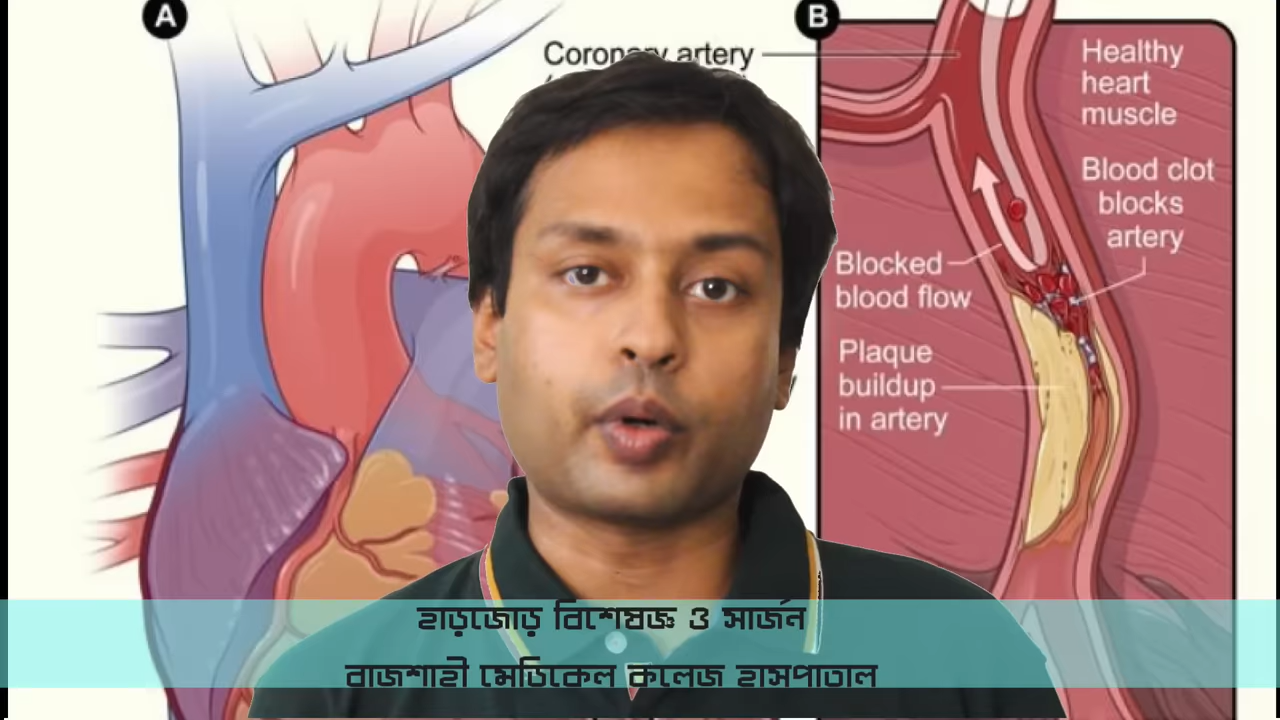 A
B
Coronary artery
Healthy
heart
muscle
Blood clot
blocks
artery
Blocked
blood flow
Plaque
buildup
in artery
হাড়জোড় বিশেষজ্ঞ ও সার্জন
রাজশাহী মেডিকেল কলেজ হাসপাতাল